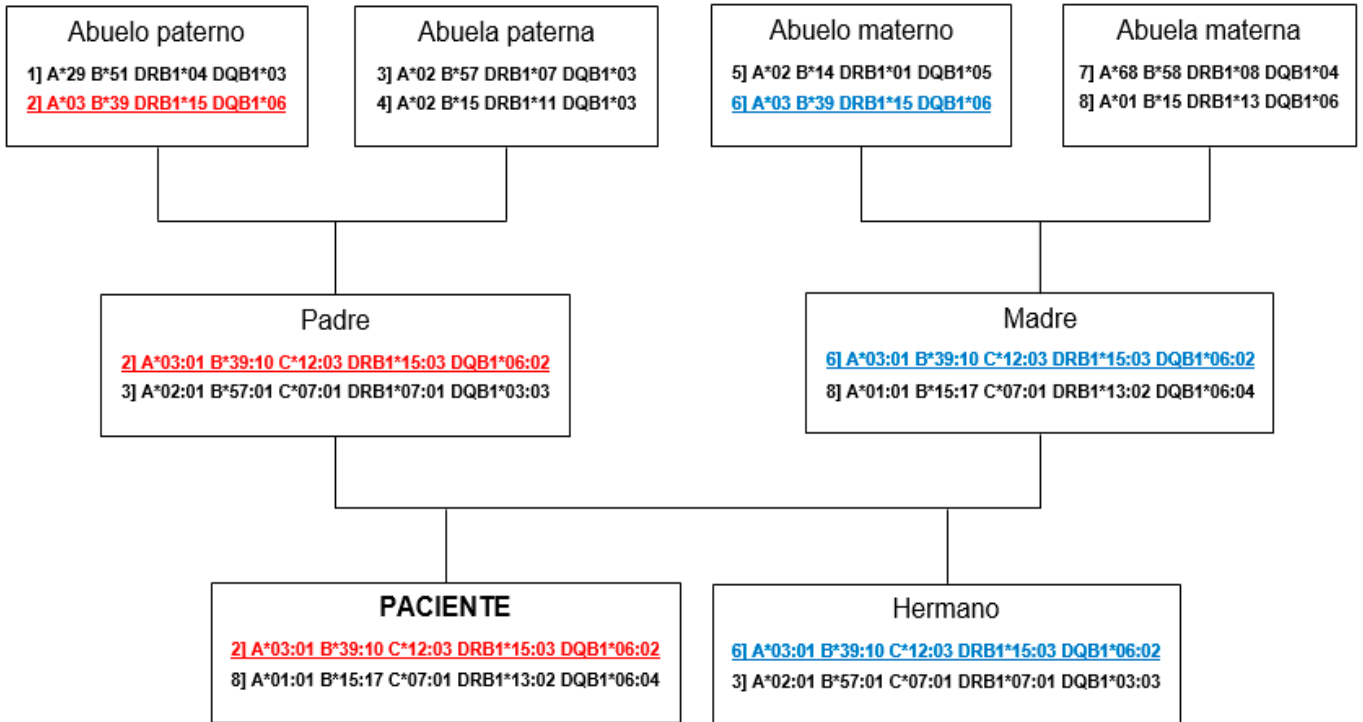 Abuelo paterno
1] A*29 B*51 DRB1*04 DQB1*03
2] A*03 B*39 DRB1*15 DQB1*06
Abuela paterna
3] A*02 B*57 DRB1*07 DQB1*03
4] A*02 B*15 DRB1*11 DQB1*03
Abuelo materno
5] A*02 B*14 DRB1*01 DQB1*05
6] A*03 B*39 DRB1*15 DQB1*06
Abuela materna
7] A*68 B*58 DRB1*08 DQB1*04
8] A*01 B*15 DRB1*13 DQB1*06
Padre
2] A*03:01 B*39:10 C*12:03 DRB1*15:03 DQB1*06:02
3] A*02:01 B*57:01 C*07:01 DRB1*07:01 DQB1*03:03
Madre
6] A*03:01 B*39:10 C*12:03 DRB1*15:03 DQB1*06:02
8] A*01:01 B*15:17 C*07:01 DRB1*13:02 DQB1*06:04
PACIENTE
2] A*03:01 B*39:10 C*12:03 DRB1*15:03 DQB1*06:02
8] A*01:01 B*15:17 C*07:01 DRB1*13:02 DQB1*06:04
Hermano
6] A*03:01 B*39:10 C*12:03 DRB1*15:03 DQB1*06:02
3] A*02:01 B*57:01 C*07:01 DRB1*07:01 DQB1*03:03